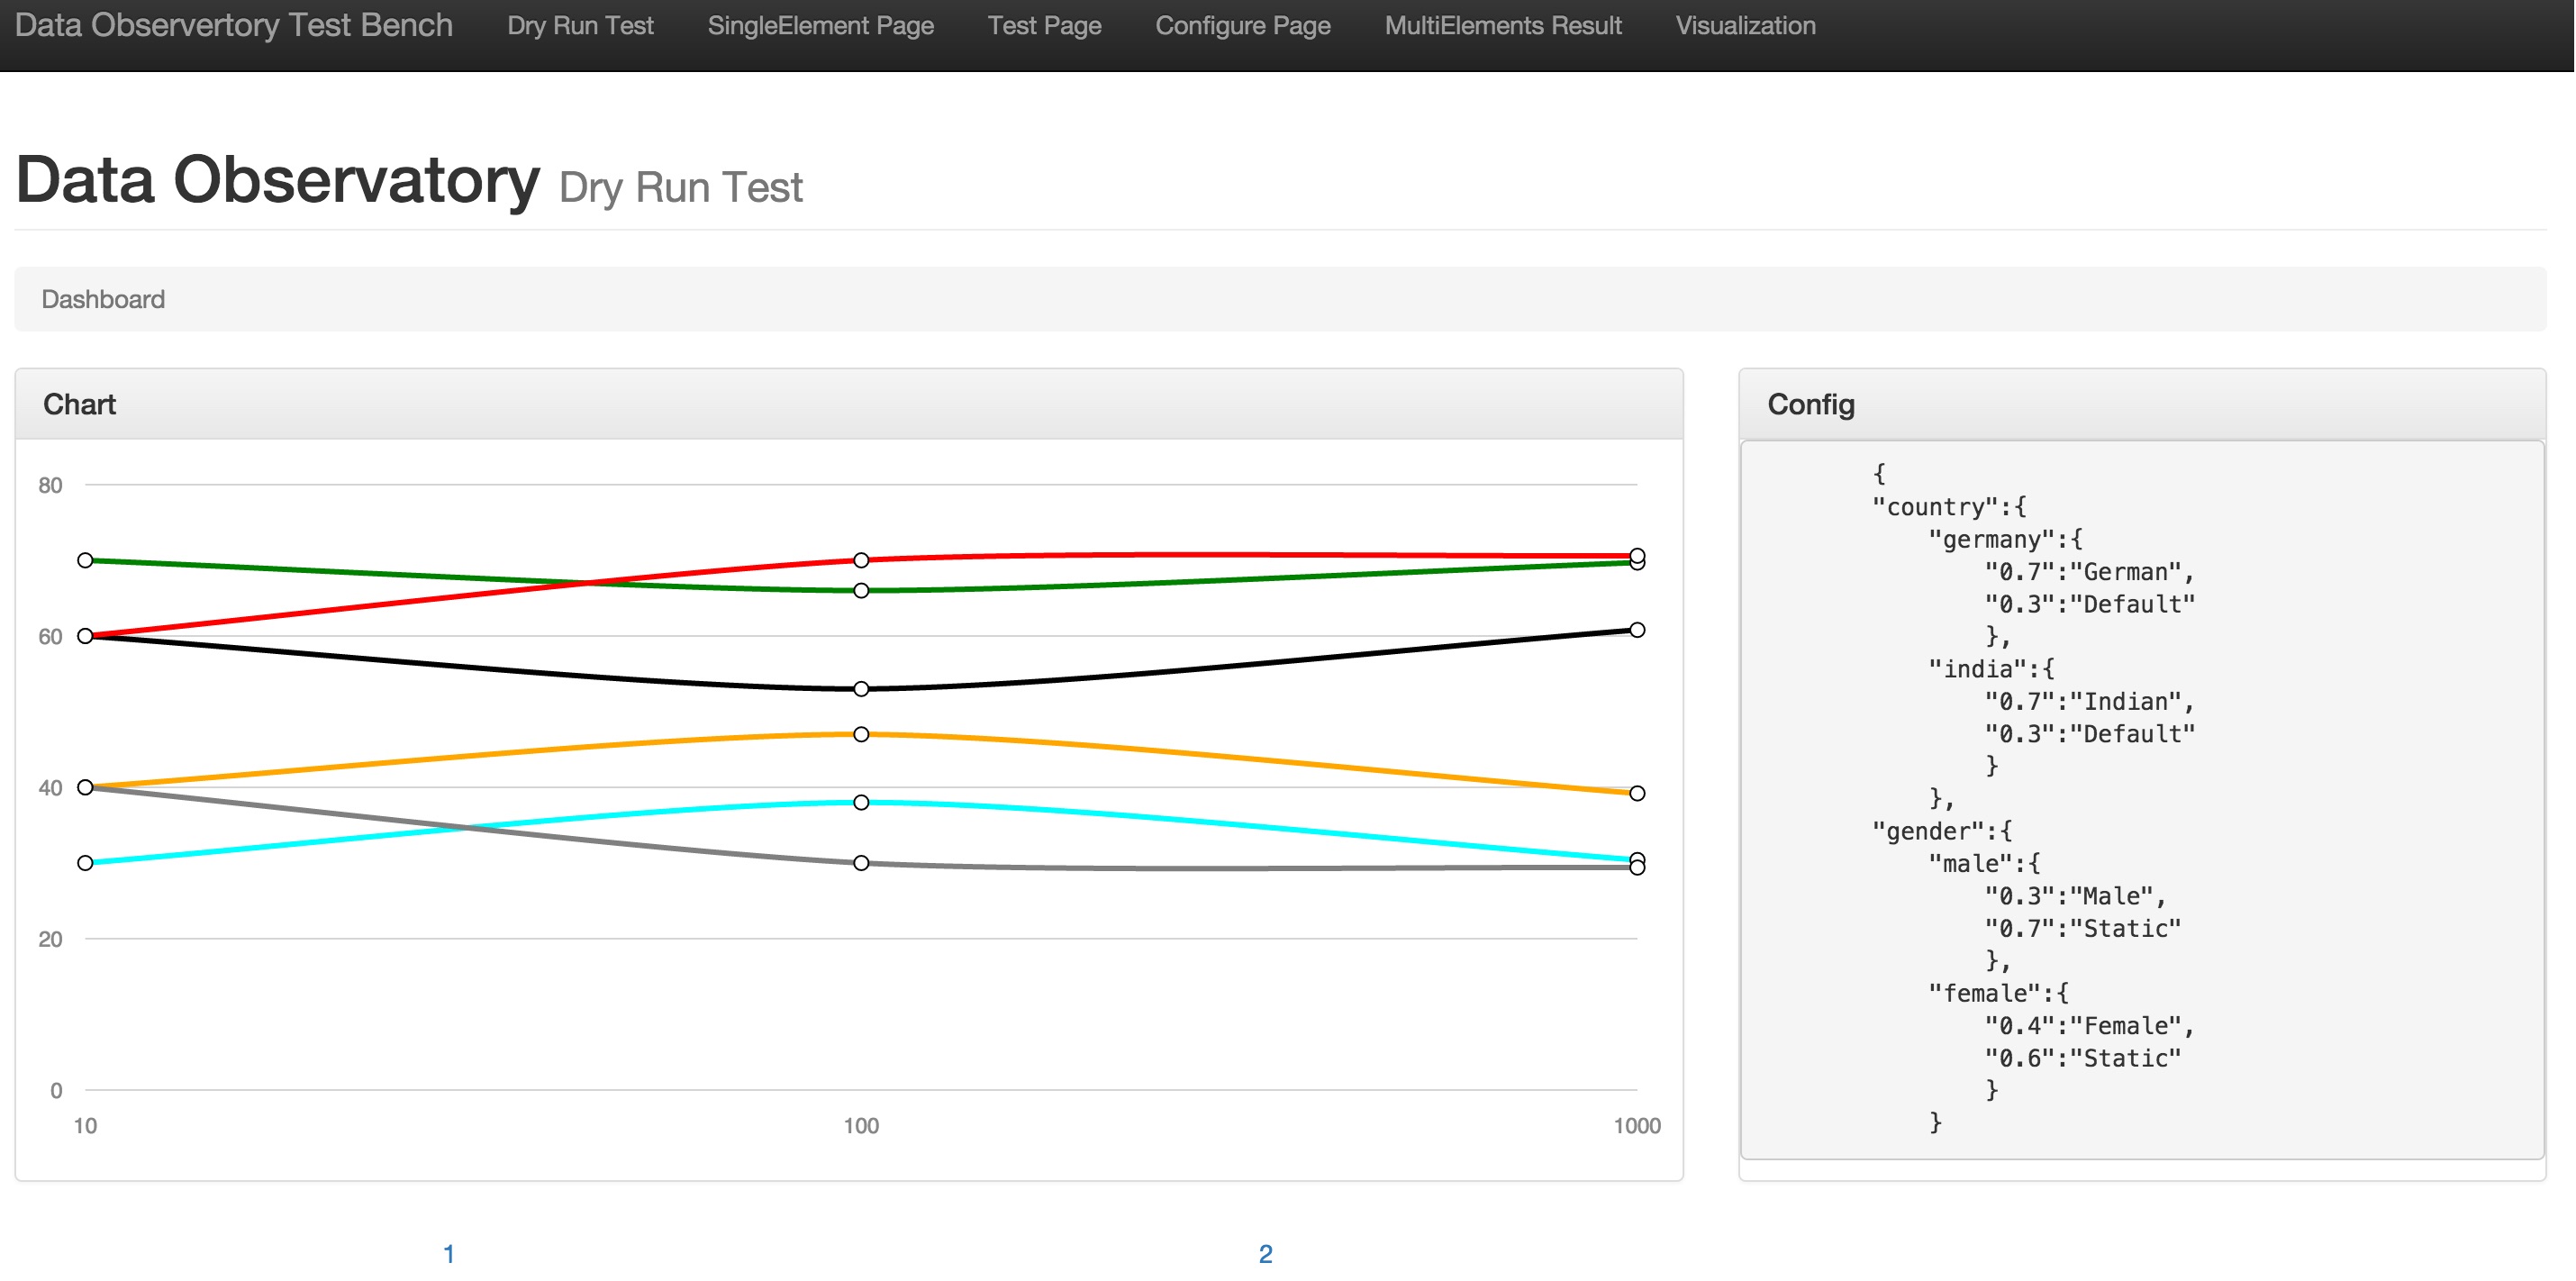 Data Observertory Test Bench Dry Run Test SingleElement Page Test Page Configure Page MultiElements Result Visualization
Data Observatory Dry Run Test
Dashboard
Chart
80
60
40
20
0
10 100 1000
Config
{
"country":{
"germany":{
"0.7":"German",
"0.3":"Default"
},
"india":{
"0.7":"Indian",
"0.3":"Default"
}
},
"gender":{
"male":{
"0.3":"Male",
"0.7":"Static"
},
"female":{
"0.4":"Female",
"0.6":"Static"
}
}
1 2